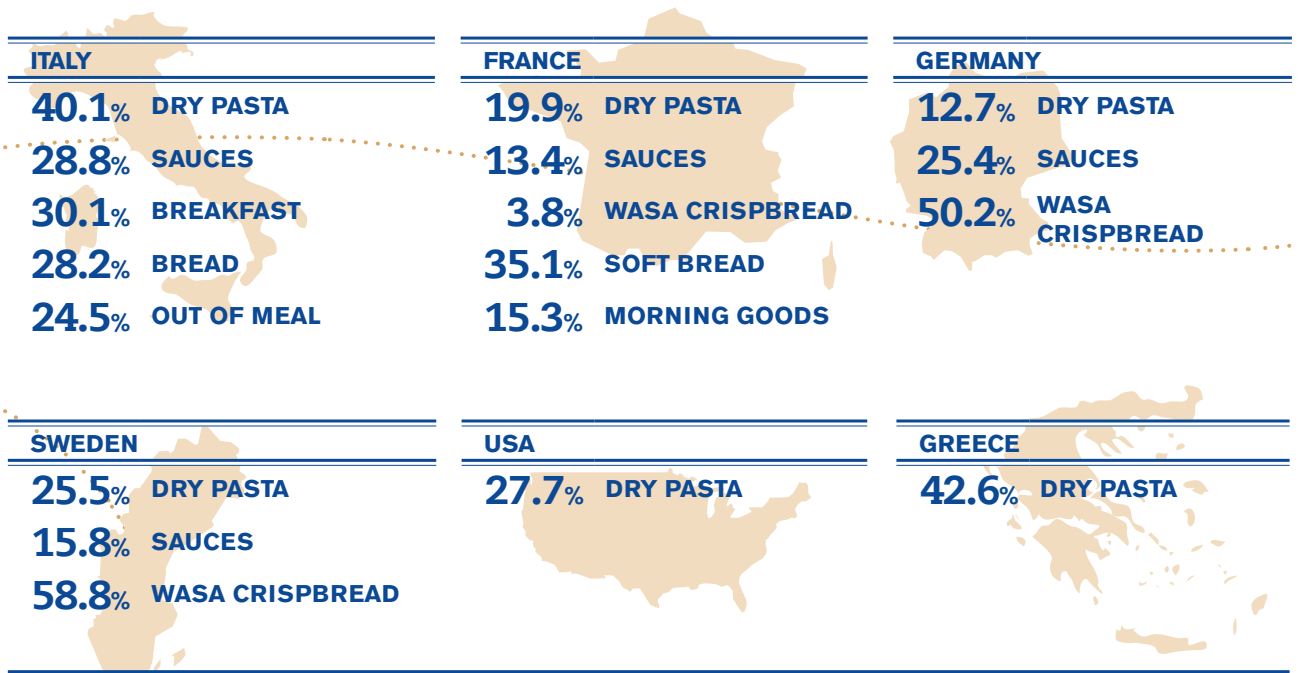 ITALY
40.1% DRY PASTA
28.8% SAUCES
30.1% BREAKFAST
28.2% BREAD
24.5% OUT OF MEAL
FRANCE
19.9% DRY PASTA
13.4% SAUCES
3.8% WASA CRISPBREAD
35.1% SOFT BREAD
15.3% MORNING GOODS
GERMANY
12.7% DRY PASTA
25.4% SAUCES
50.2% WASA
CRISPBREAD
SWEDEN
25.5% DRY PASTA
15.8% SAUCES
58.8% WASA CRISPBREAD
USA
27.7% DRY PASTA
GREECE
42.6% DRY PASTA